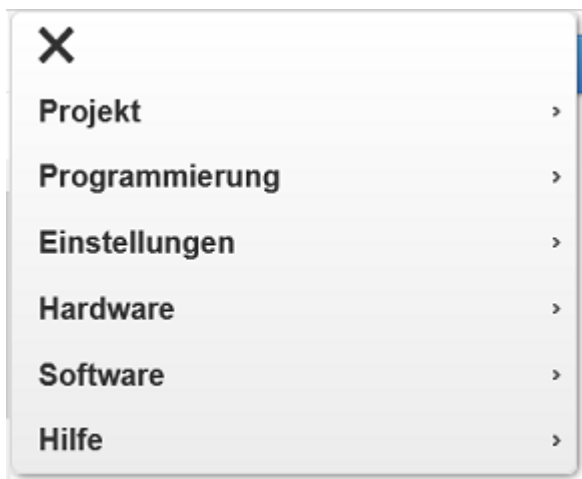 Projekt
Programmierung
Einstellungen
Hardware
Software
Hilfe